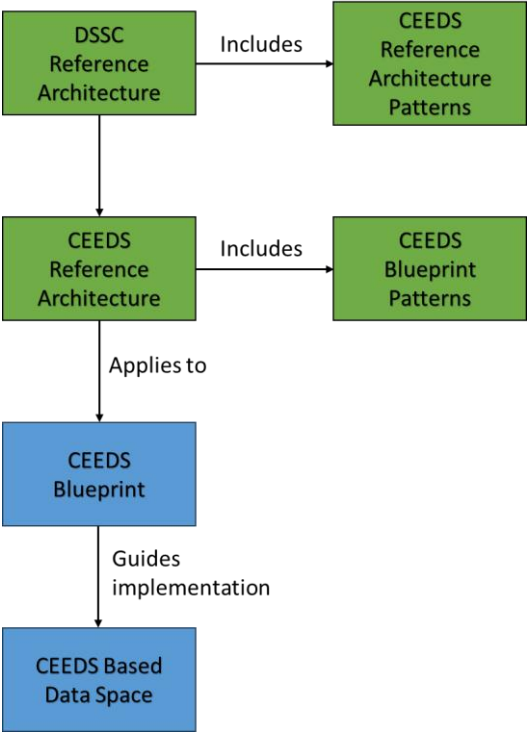 DSSC
Reference
Architecture
Includes
CEEDS
Reference
Architecture
Patterns
CEEDS
Reference
Architecture
Includes
CEEDS
Blueprint
Patterns
Applies to
CEEDS
Blueprint
Guides
implementation
CEEDS Based
Data Space